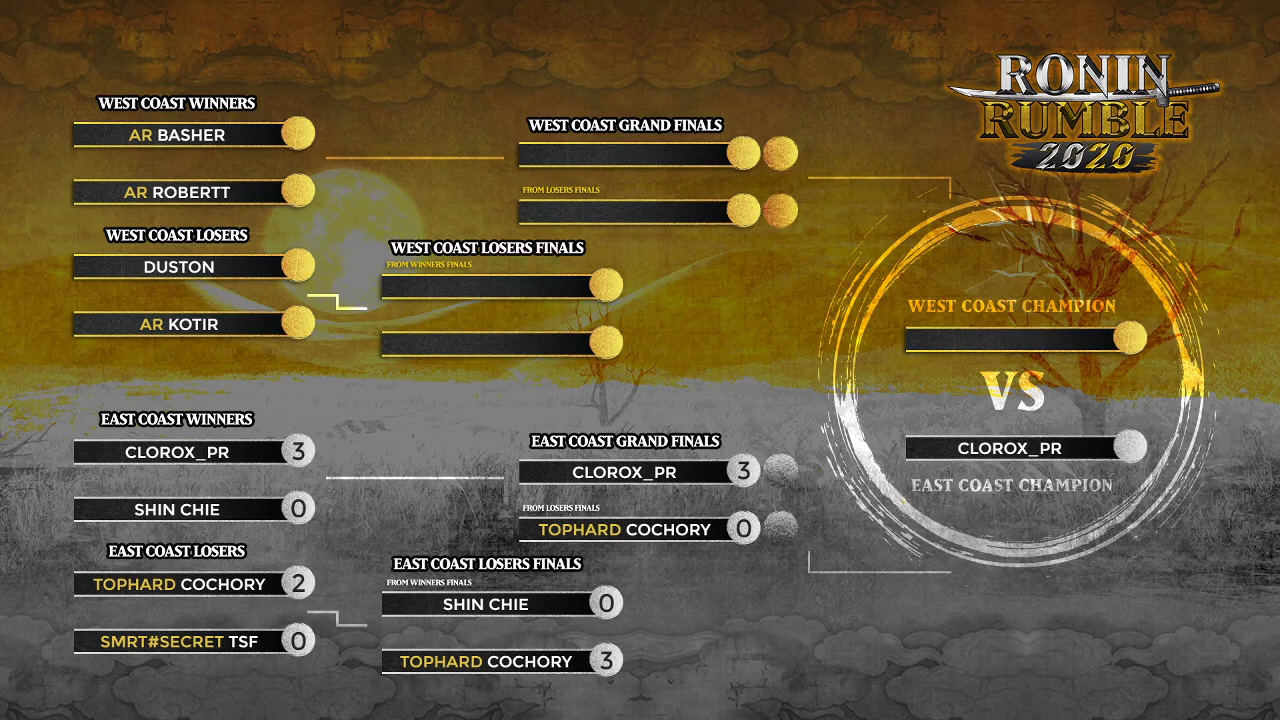 RONIN
RUMBLE
2020
WEST COAST WINNERS
AR BASHER
AR ROBERTT
WEST COAST LOSERS
DUSTON
AR KOTIR
WEST COAST GRAND FINALS
FROM LOSERS FINALS
WEST COAST LOSERS FINALS
FROM WINNERS FINALS
WEST COAST CHAMPION
VS
CLOROX_PR
EAST COAST CHAMPION
EAST COAST WINNERS
CLOROX_PR 3
SHIN CHIE 0
EAST COAST LOSERS
TOPHARD COCHORY 2
SMRT#SECRET TSF 0
EAST COAST GRAND FINALS
CLOROX_PR 3
FROM LOSERS FINALS
TOPHARD COCHORY 0
EAST COAST LOSERS FINALS
FROM WINNERS FINALS
SHIN CHIE 0
TOPHARD COCHORY 3